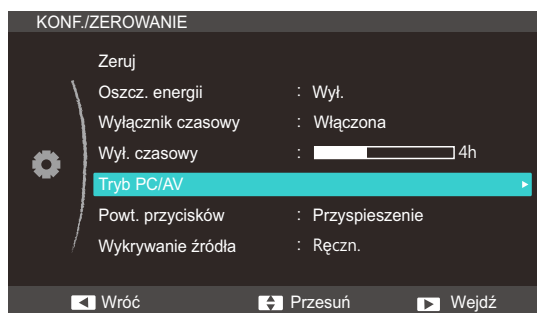 KONF./ZEROWANIE
Zeruj
Oszcz. energii : Wył.
Wyłącznik czasowy : Włączona
Wył. czasowy : 4h
Tryb PC/AV
Powt. przycisków : Przyspieszenie
Wykrywanie źródła : Ręczn.
Wróć Przesuń Wejdź